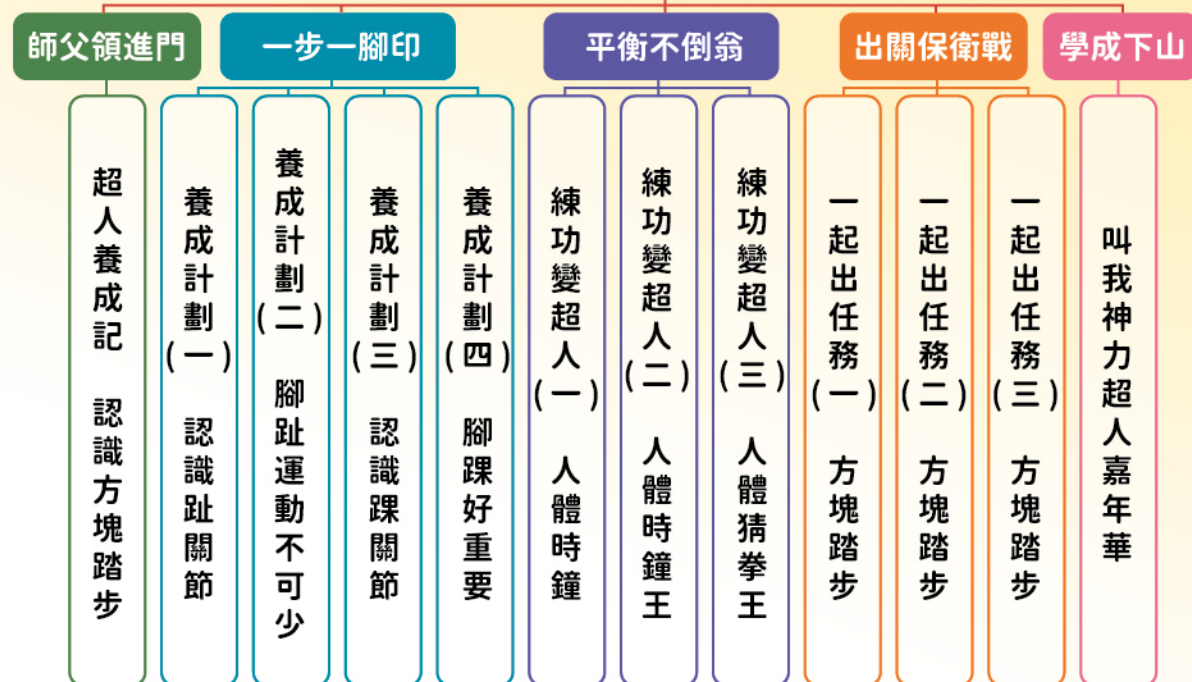 師父領進門
一步一腳印
平衡不倒翁
出關保衛戰
學成下山
超人養成記 認識方塊踏步
養成計劃(一) 認識趾關節
養成計劃(二) 腳趾運動不可少
養成計劃(三) 認識踝關節
養成計劃(四) 腳踝好重要
練功變超人(一) 人體時鐘
練功變超人(二) 人體時鐘王
練功變超人(三) 人體猜拳王
一起出任務(一) 方塊踏步
一起出任務(二) 方塊踏步
一起出任務(三) 方塊踏步
叫我神力超人嘉年華